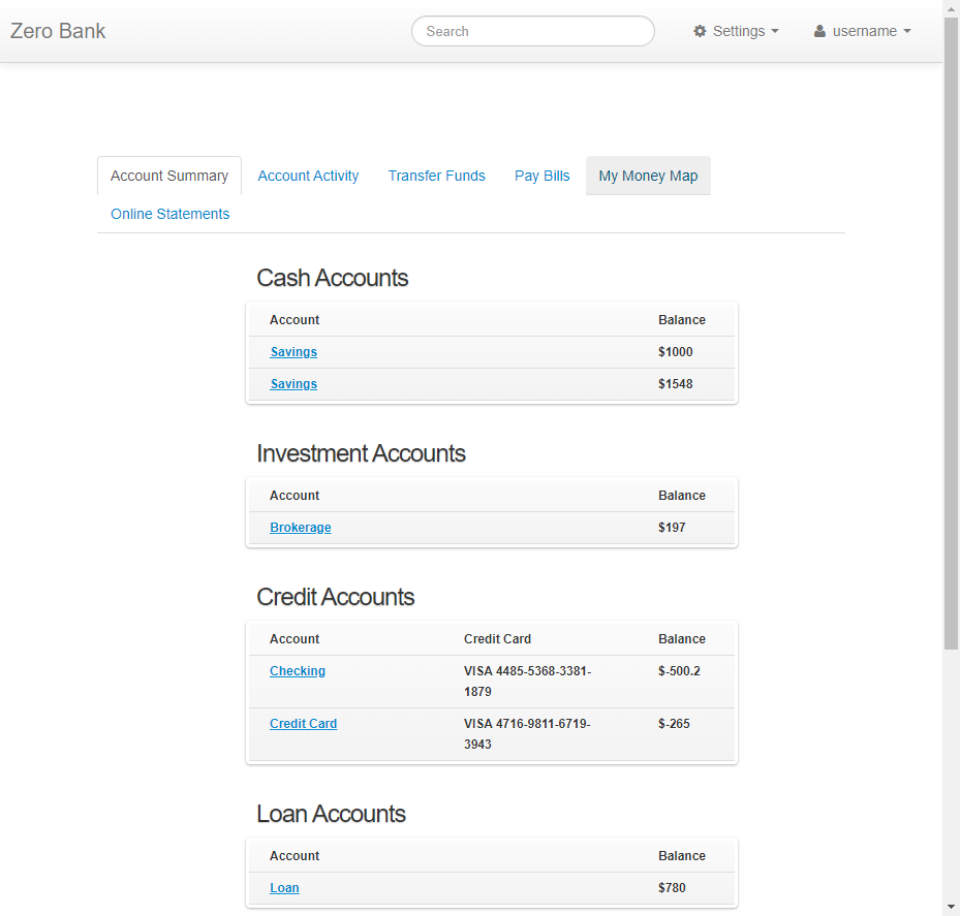 Zero Bank Search Settings username
Account Summary Account Activity Transfer Funds Pay Bills My Money Map
Online Statements
Cash Accounts
Account Balance
Savings $1000
Savings $1548
Investment Accounts
Account Balance
Brokerage $197
Credit Accounts
Account Credit Card Balance
Checking VISA 4485-5368-3381- $-500.2
1879
Credit Card VISA 4716-9811-6719- $-265
3943
Loan Accounts
Account Balance
Loan $780